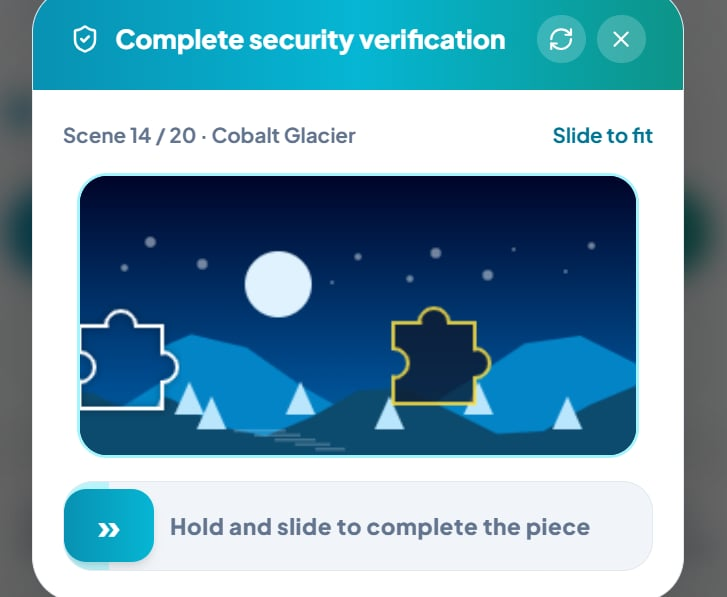 Complete security verification
Scene 14 / 20 · Cobalt Glacier
Slide to fit
Hold and slide to complete the piece